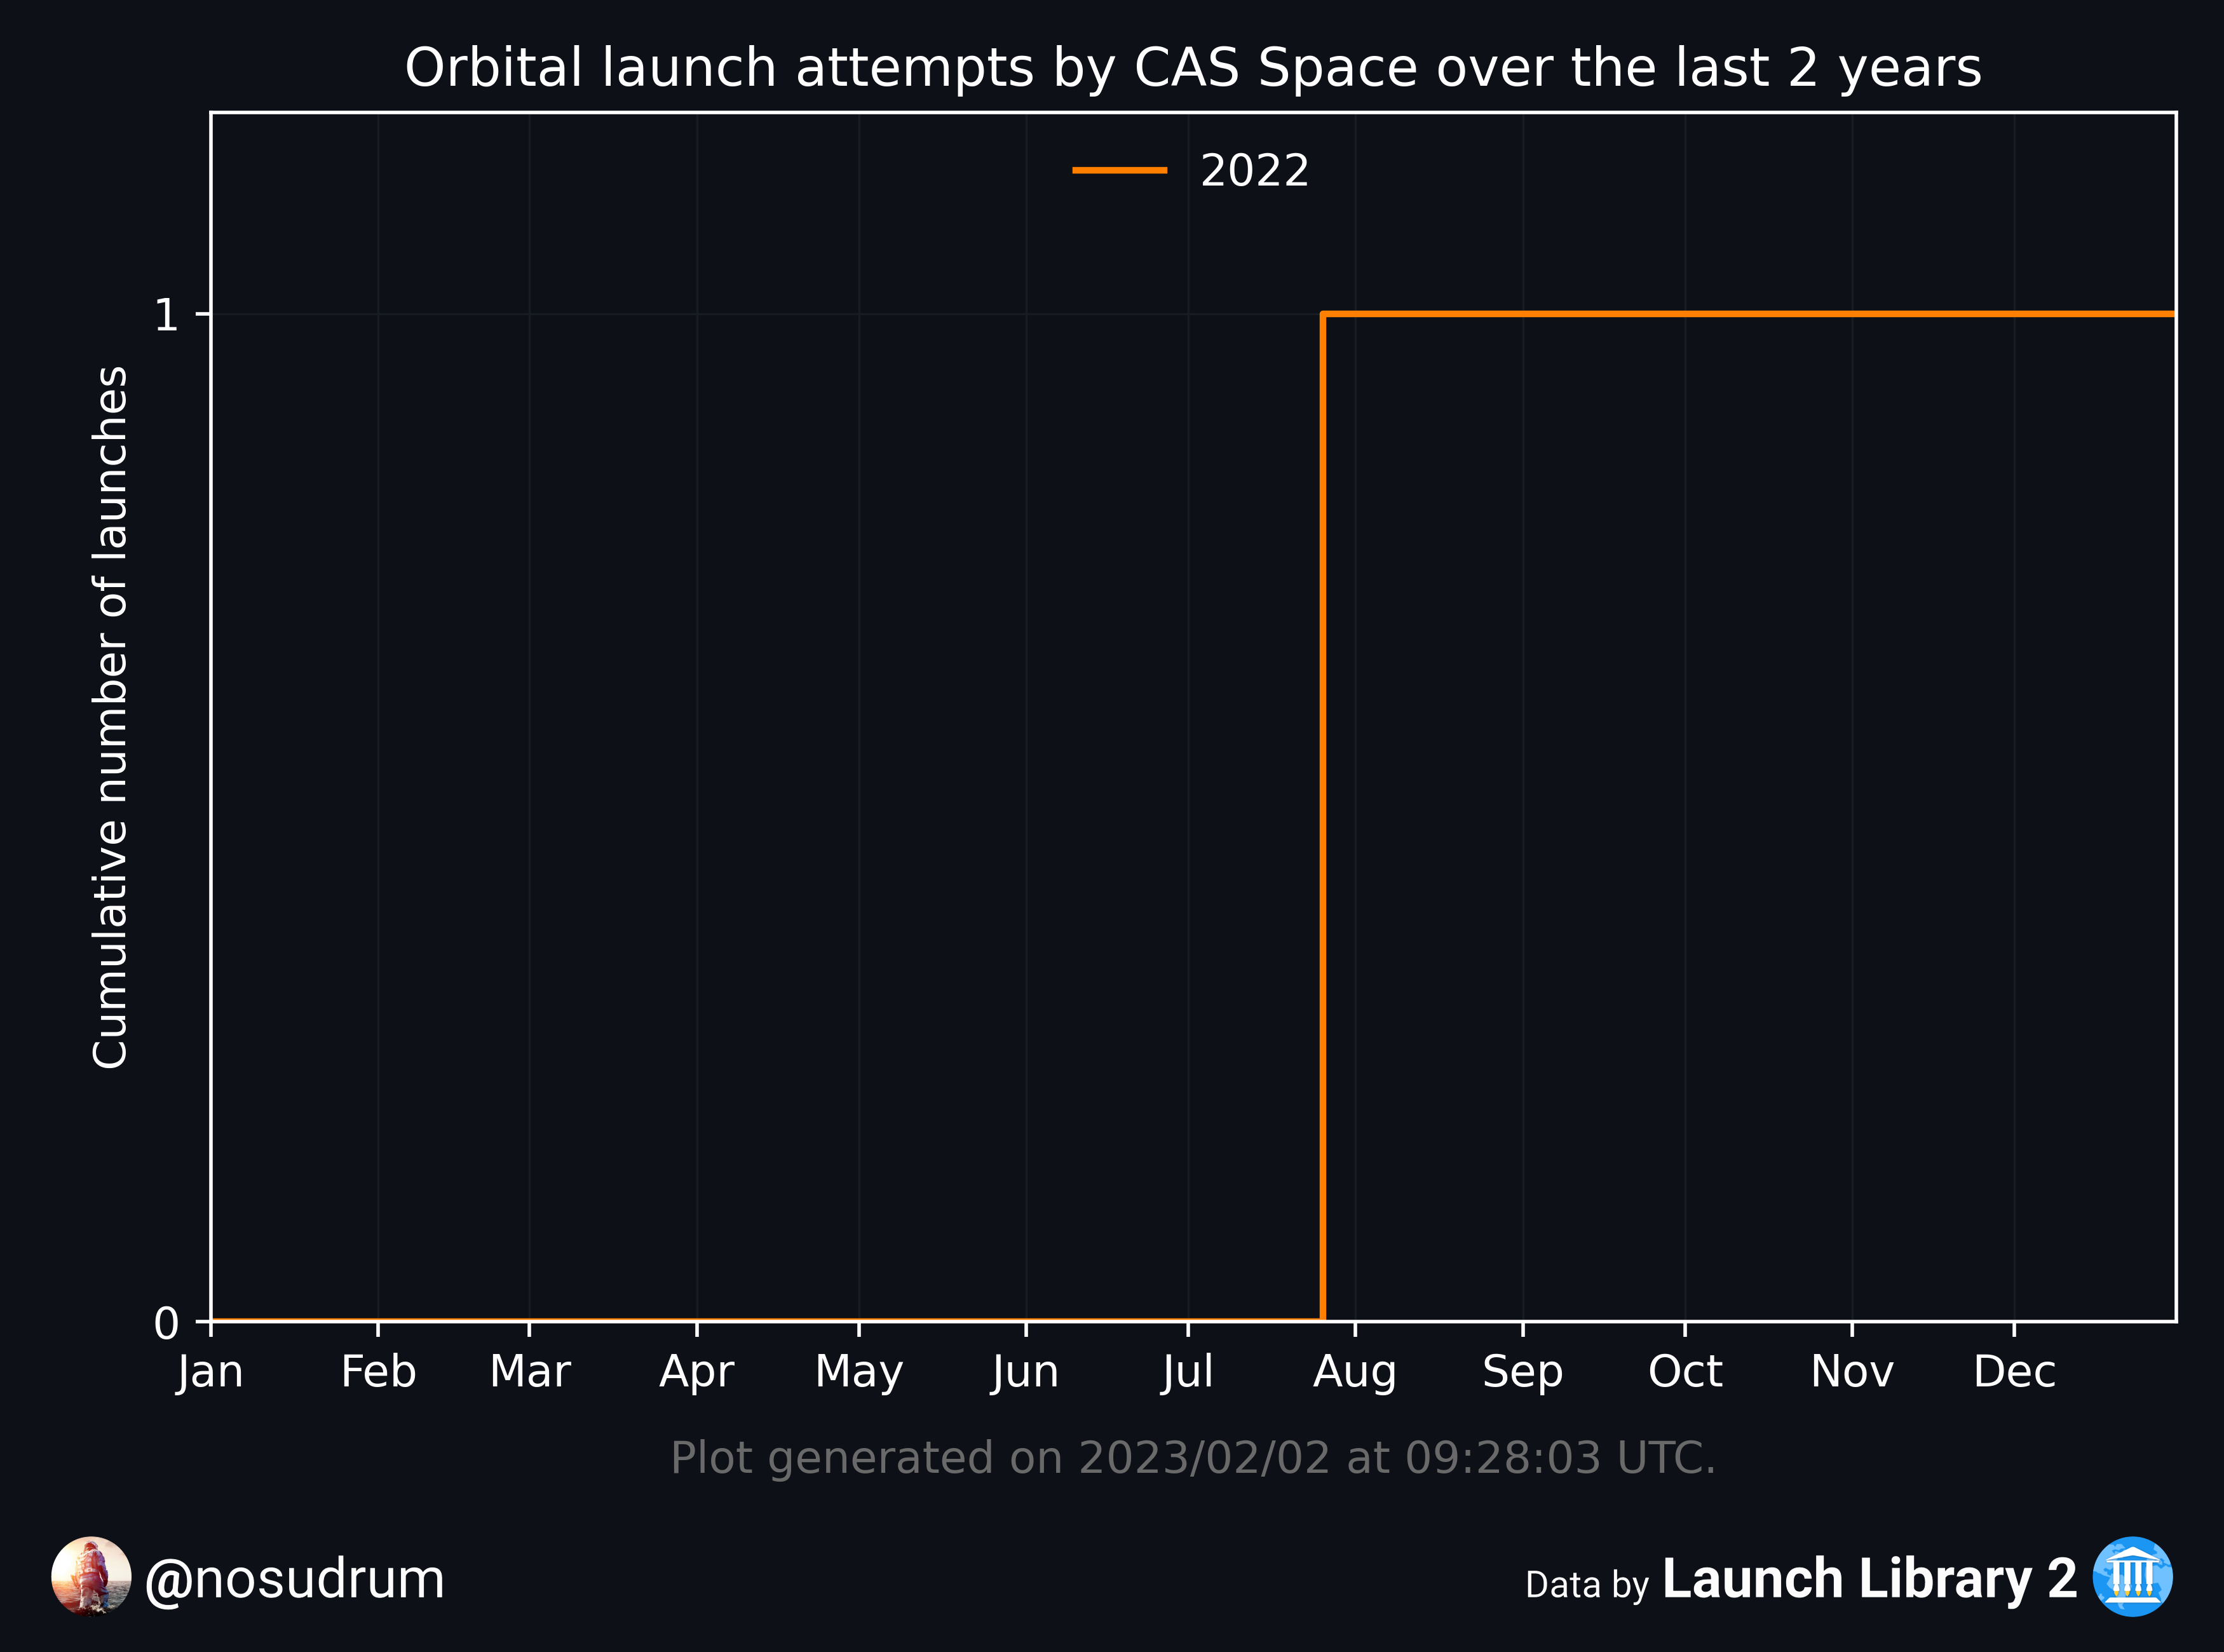 Orbital launch attempts by CAS Space over the last 2 years
2022
1
Cumulative number of launches
0
Jan Feb Mar Apr May Jun Jul Aug Sep Oct Nov Dec
Plot generated on 2023/02/02 at 09:28:03 UTC.
@nosudrum
Data by Launch Library 2